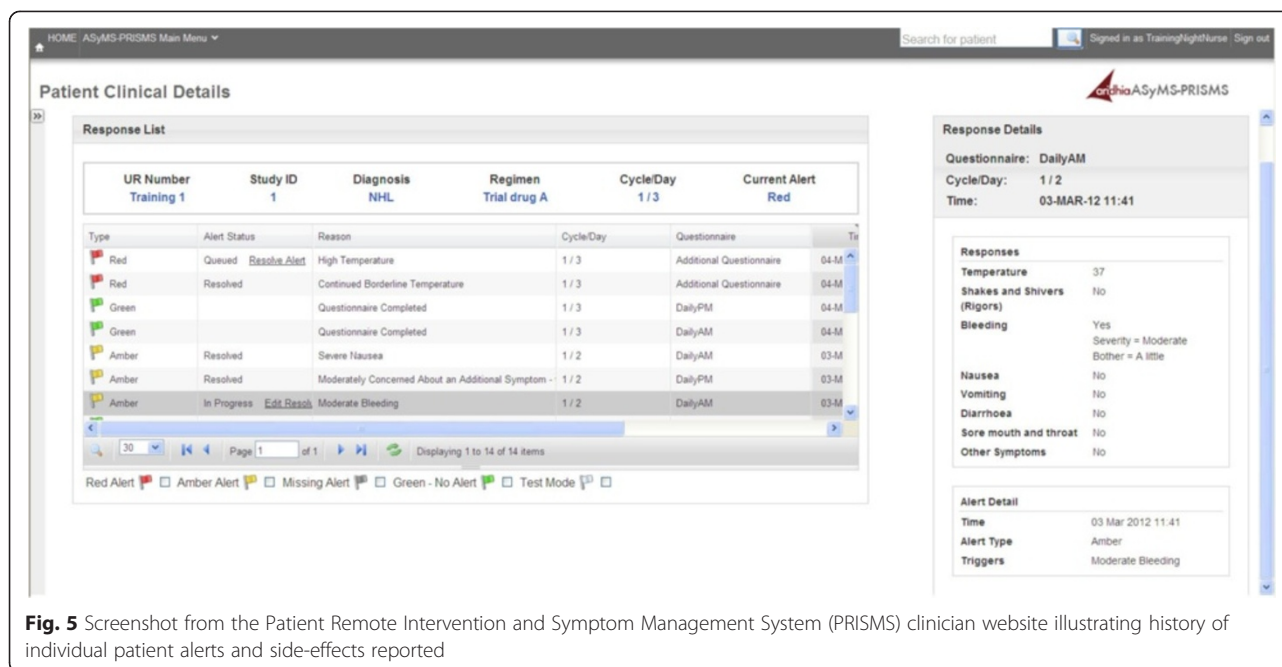 HOME ASyMS-PRISMS Main Menu
Search for patient
Signed in as TrainingNightNurse Sign out
Patient Clinical Details
ASyMS-PRISMS
Response List
UR Number Study ID Diagnosis Regimen Cycle/Day Current Alert
Training 1 1 NHL Trial drug A 1/3 Red
Type Alert Status Reason Cycle/Day Questionnaire
Red Queued Resolve Alert High Temperature 1 / 3 Additional Questionnaire 04-M
Red Resolved Continued Borderline Temperature 1 / 3 Additional Questionnaire 04-M
Green Questionnaire Completed 1 / 3 DailyPM 04-M
Green Questionnaire Completed 1 / 3 DailyAM 04-M
Amber Resolved Severe Nausea 1 / 2 DailyAM 03-M
Amber Resolved Moderately Concerned About an Additional Symptom - 1 / 2 DailyPM 03-M
Amber In Progress Edit Resol Moderate Bleeding 1 / 2 DailyAM 03-M
30 Page 1 of 1 Displaying 1 to 14 of 14 items
Red Alert Amber Alert Missing Alert Green - No Alert Test Mode
Response Details
Questionnaire: DailyAM
Cycle/Day: 1 / 2
Time: 03-MAR-12 11:41
Responses
Temperature 37
Shakes and Shivers No
(Rigors)
Bleeding Yes
Severity = Moderate
Bother = A little
Nausea No
Vomiting No
Diarrhoea No
Sore mouth and throat No
Other Symptoms No
Alert Detail
Time 03 Mar 2012 11:41
Alert Type Amber
Triggers Moderate Bleeding
Fig. 5 Screenshot from the Patient Remote Intervention and Symptom Management System (PRISMS) clinician website illustrating history of
individual patient alerts and side-effects reported